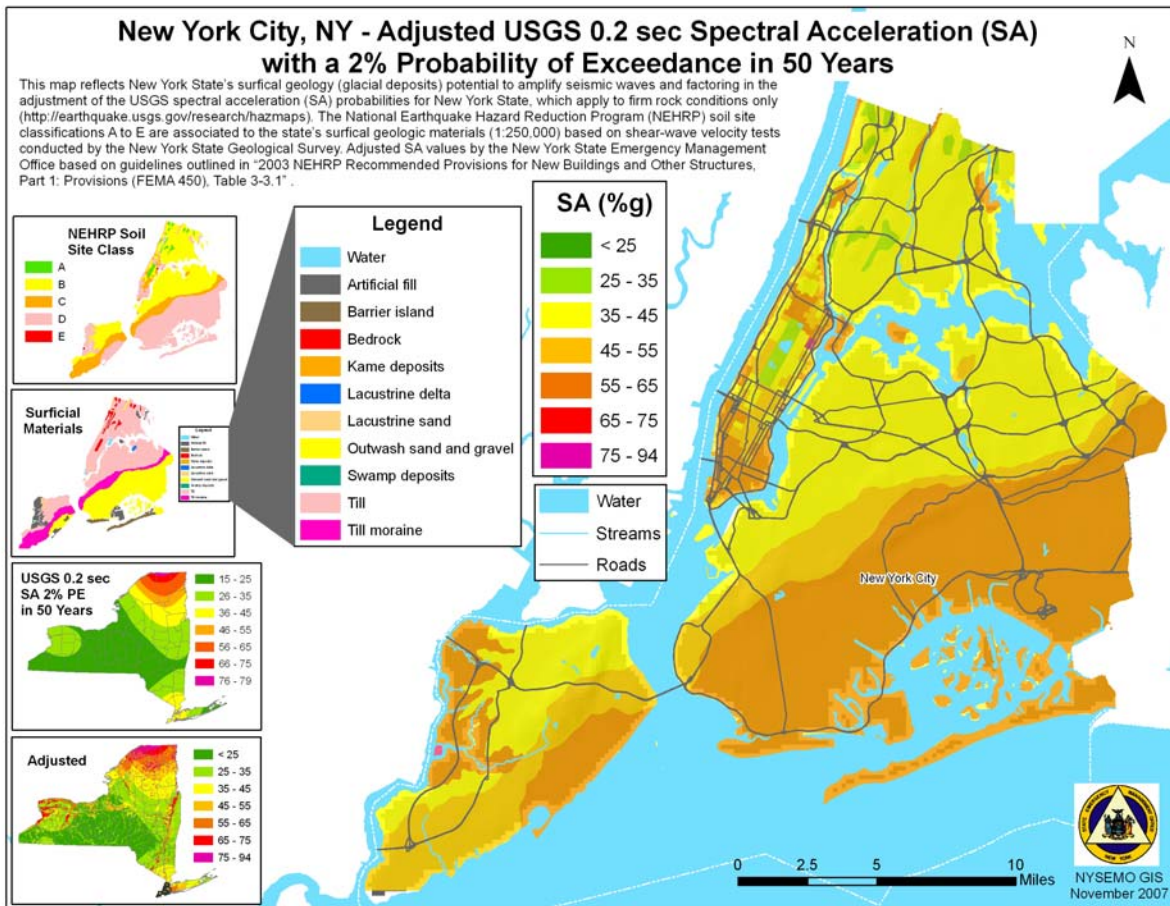 New York City, NY - Adjusted USGS 0.2 sec Spectral Acceleration (SA)
with a 2% Probability of Exceedance in 50 Years
This map reflects New York State's surfical geology (glacial deposits) potential to amplify seismic waves and factoring in the
adjustment of the USGS spectral acceleration (SA) probabilities for New York State, which apply to firm rock conditions only
(http://earthquake.usgs.gov/research/hazmaps). The National Earthquake Hazard Reduction Program (NEHRP) soil site
classifications A to E are associated to the state's surfical geologic materials (1:250,000) based on shear-wave velocity tests
conducted by the New York State Geological Survey. Adjusted SA values by the New York State Emergency Management
Office based on guidelines outlined in "2003 NEHRP Recommended Provisions for New Buildings and Other Structures,
Part 1: Provisions (FEMA 450), Table 3-3.1" .
N
NEHRP Soil
Site Class
A
B
C
D
E
Surficial
Materials
Legend
Legend
Water
Artificial fill
Barrier island
Bedrock
Kame deposits
Lacustrine delta
Lacustrine sand
Outwash sand and gravel
Swamp deposits
Till
Till moraine
SA (%g)
< 25
25 - 35
35 - 45
45 - 55
55 - 65
65 - 75
75 - 94
Water
Streams
Roads
USGS 0.2 sec
SA 2% PE
in 50 Years
15 - 25
26 - 35
36 - 45
46 - 55
56 - 65
66 - 75
76 - 79
Adjusted
< 25
25 - 35
35 - 45
45 - 55
55 - 65
65 - 75
75 - 94
New York City
0 2.5 5 10
Miles
NEW YORK
NYSEMO GIS
November 2007